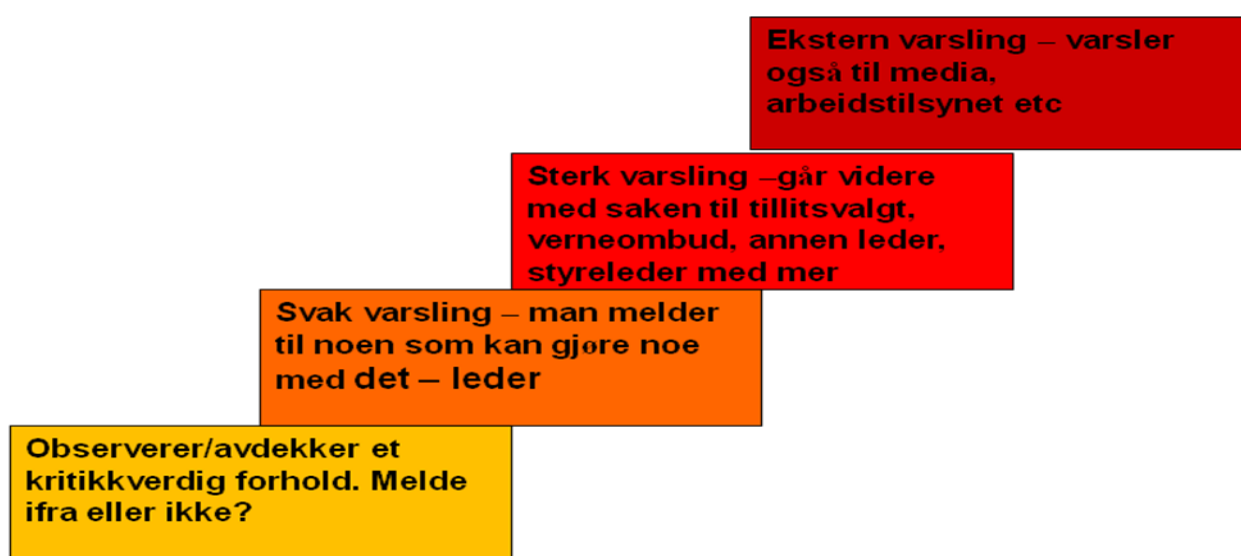 Ekstern varsling – varsler
også til media,
arbeidstilsynet etc
Sterk varsling –går videre
med saken til tillitsvalgt,
verneombud, annen leder,
styreleder med mer
Svak varsling – man melder
til noen som kan gjøre noe
med det – leder
Observerer/avdekker et
kritikkverdig forhold. Melde
ifra eller ikke?